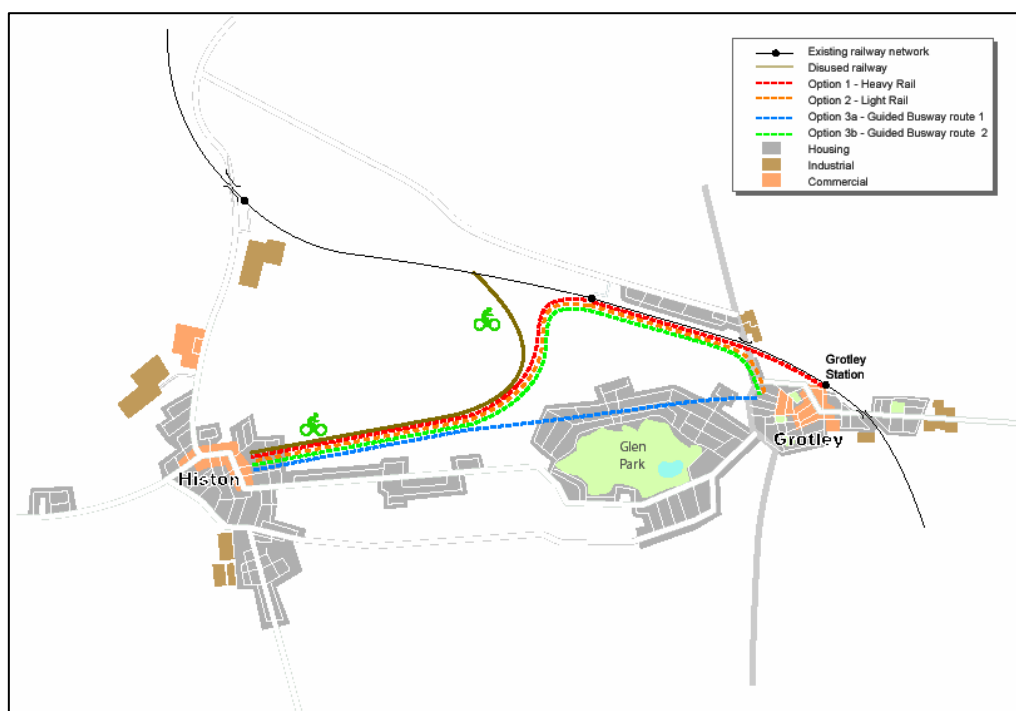 Existing railway network
Disused railway
Option 1 - Heavy Rail
Option 2 - Light Rail
Option 3a - Guided Busway route 1
Option 3b - Guided Busway route 2
Housing
Industrial
Commercial
Grotley
Station
Glen
Park
Grotley
Histon